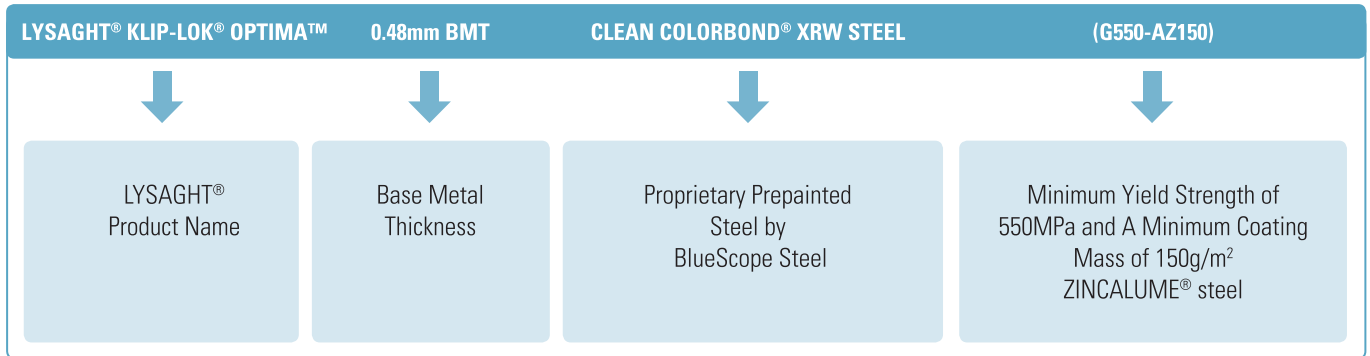 LYSAGHT® KLIP-LOK® OPTIMA™ 0.48mm BMT CLEAN COLORBOND® XRW STEEL (G550-AZ150)
LYSAGHT®
Product Name
Base Metal
Thickness
Proprietary Prepainted
Steel by
BlueScope Steel
Minimum Yield Strength of
550MPa and A Minimum Coating
Mass of 150g/m²
ZINCALUME® steel